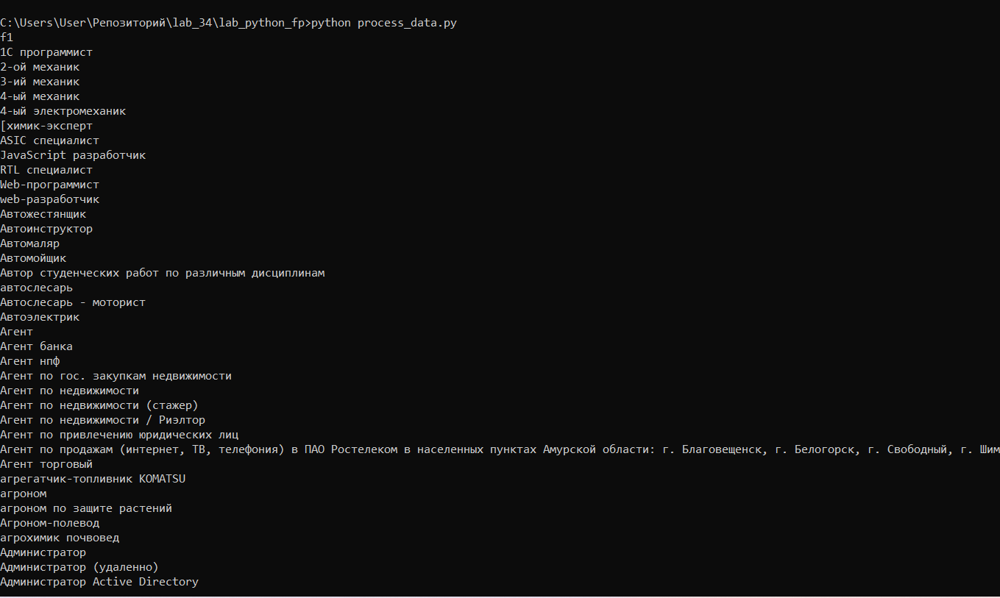 C:\Users\User\Репозиторий\lab_34\lab_python_fp>python process_data.py
f1
1C программист
2-ой механик
3-ий механик
4-ый механик
4-ый электромеханик
[химик-эксперт
ASIC специалист
JavaScript разработчик
RTL специалист
Web-программист
web-разработчик
Автожестянщик
Автоинструктор
Автомаляр
Автомойщик
Автор студенческих работ по различным дисциплинам
автослесарь
Автослесарь - моторист
Автоэлектрик
Агент
Агент банка
Агент нпф
Агент по гос. закупкам недвижимости
Агент по недвижимости
Агент по недвижимости (стажер)
Агент по недвижимости / Риэлтор
Агент по привлечению юридических лиц
Агент по продажам (интернет, ТВ, телефония) в ПАО Ростелеком в населенных пунктах Амурской области: г. Благовещенск, г. Белогорск, г. Свободный, г. Шим
Агент торговый
агрегатчик-топливник KOMATSU
агроном
агроном по защите растений
Агроном-полевод
агрохимик почвовед
Администратор
Администратор (удаленно)
Администратор Active Directory